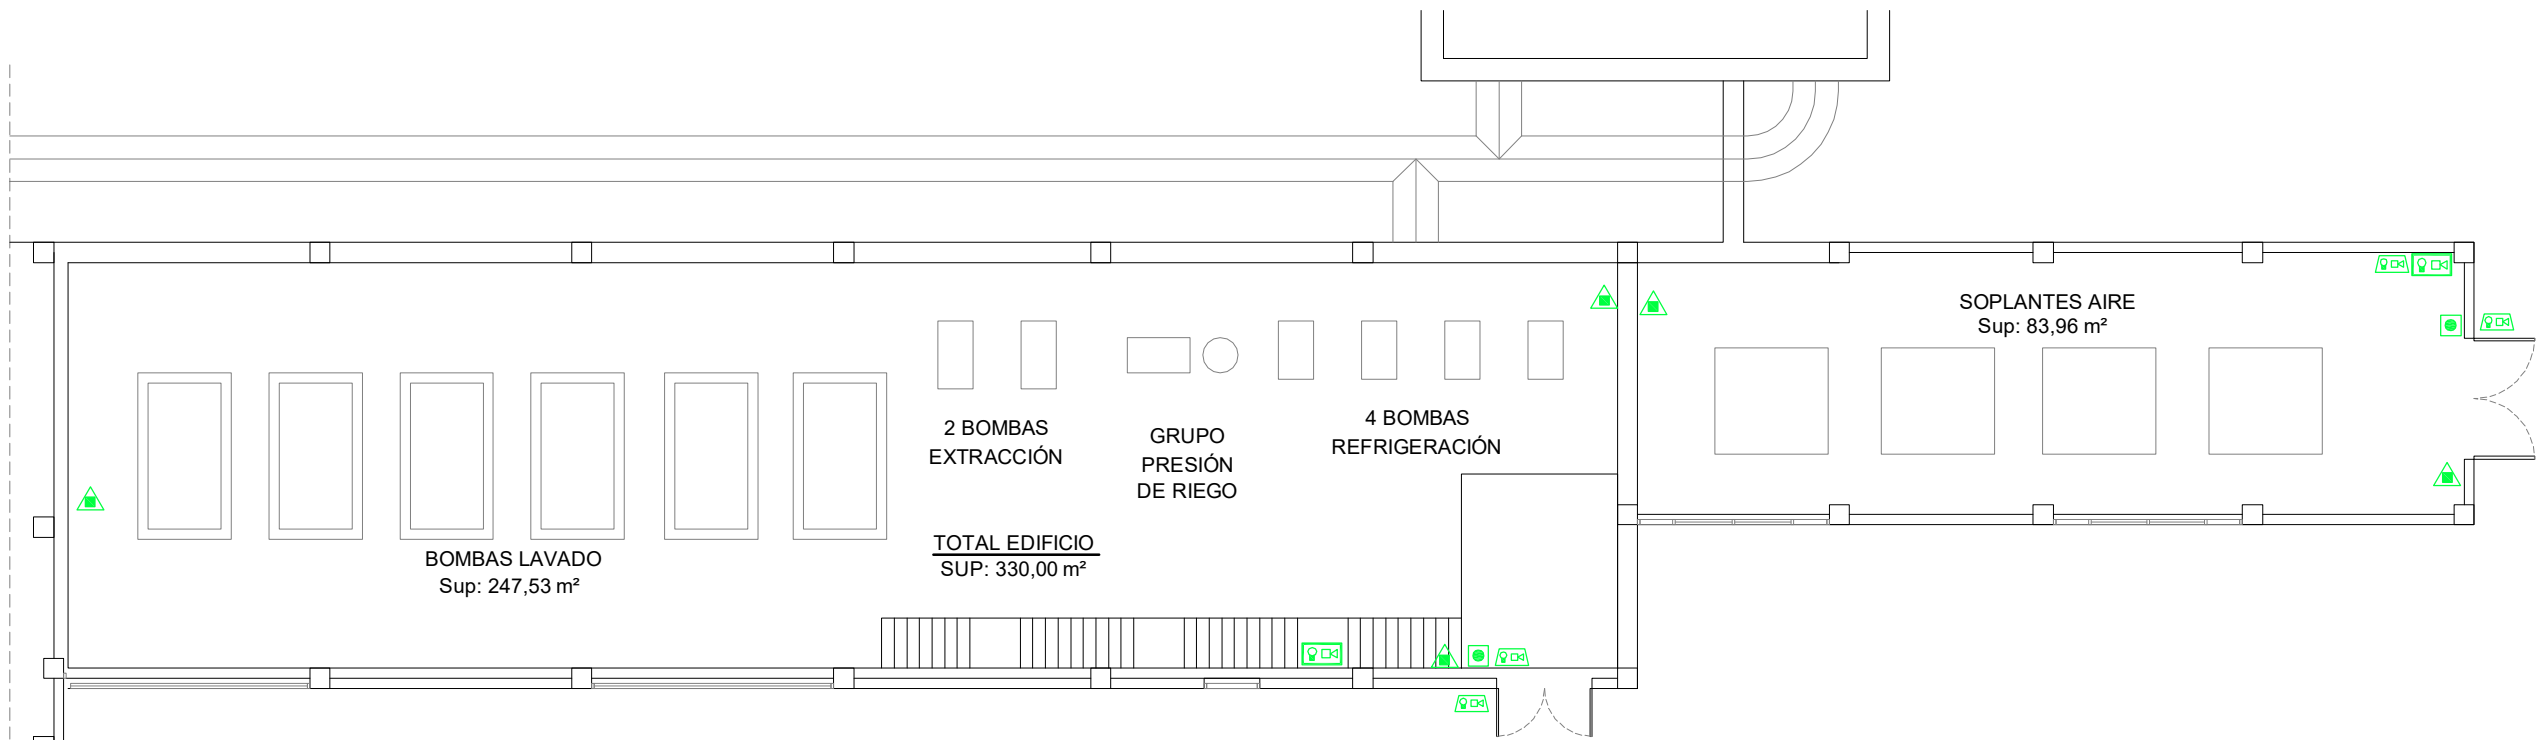 SOPLANTES AIRE
Sup: 83,96 m²
2 BOMBAS
EXTRACCIÓN
GRUPO
PRESIÓN
DE RIEGO
4 BOMBAS
REFRIGERACIÓN
BOMBAS LAVADO
Sup: 247,53 m²
TOTAL EDIFICIO
SUP: 330,00 m²